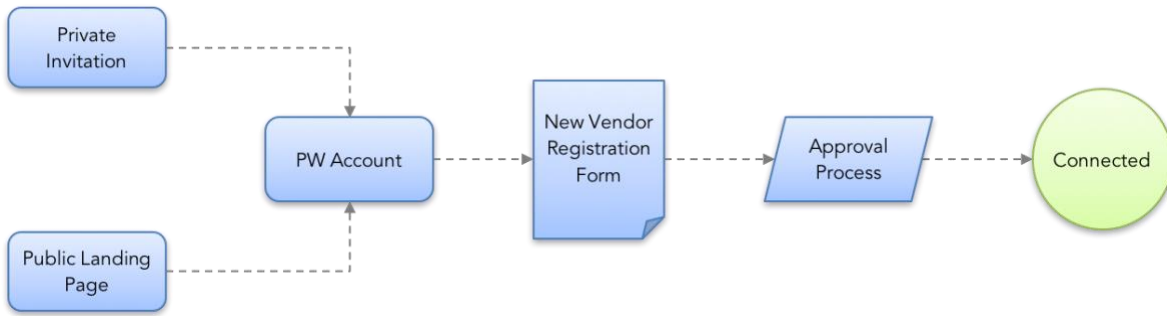 Private
Invitation
PW Account
New Vendor
Registration
Form
Approval
Process
Connected
Public Landing
Page